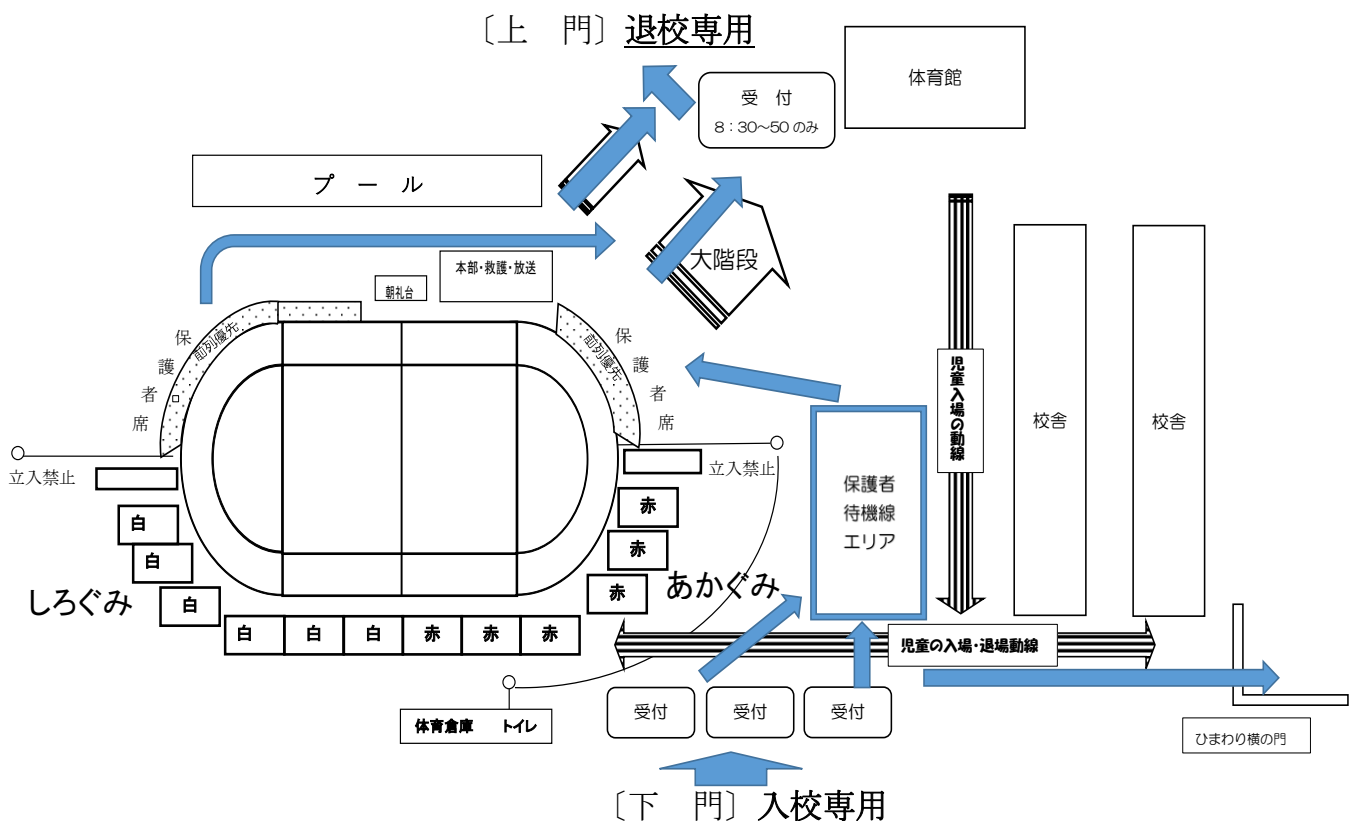 〔上　門〕退校専用
体育館
受　付
8：30～50のみ
プ　ー　ル
大階段
本部・救護・放送
朝礼台
保護者席
前列優先
前列優先
保護者席
児童入場の動線
校舎
校舎
保護者
待機線
エリア
立入禁止
立入禁止
白
白
白
しろぐみ
赤
赤
赤
あかぐみ
白
白
白
赤
赤
赤
児童の入場・退場動線
受付
受付
受付
体育倉庫　トイレ
ひまわり横の門
〔下　門〕入校専用